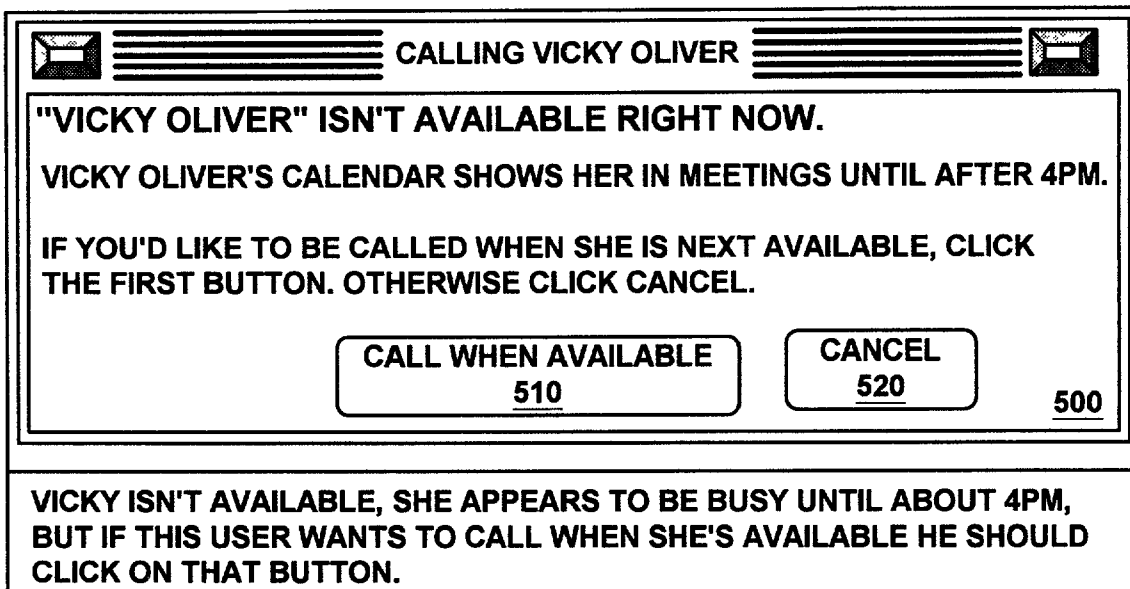 CALLING VICKY OLIVER
"VICKY OLIVER" ISN'T AVAILABLE RIGHT NOW.
VICKY OLIVER'S CALENDAR SHOWS HER IN MEETINGS UNTIL AFTER 4PM.
IF YOU'D LIKE TO BE CALLED WHEN SHE IS NEXT AVAILABLE, CLICK
THE FIRST BUTTON. OTHERWISE CLICK CANCEL.
CALL WHEN AVAILABLE
510
CANCEL
520
500
VICKY ISN'T AVAILABLE, SHE APPEARS TO BE BUSY UNTIL ABOUT 4PM,
BUT IF THIS USER WANTS TO CALL WHEN SHE'S AVAILABLE HE SHOULD
CLICK ON THAT BUTTON.